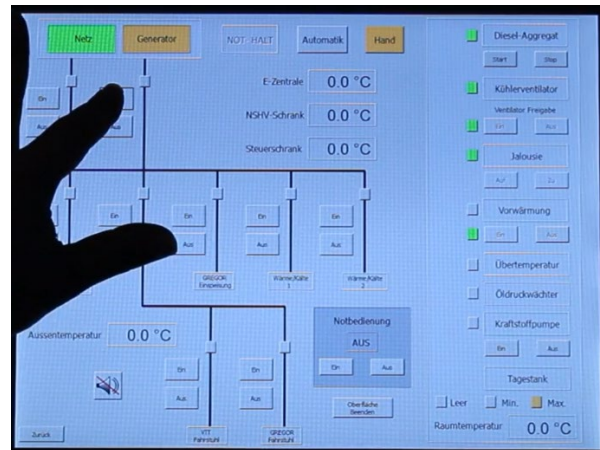 Netz
Generator
NOT- HALT
Automatik
Hand
E-Zentrale 0.0 °C
NSHV-Schrank 0.0 °C
Steuerschrank 0.0 °C
Ein
Aus
Aus
Ein
Ein
Ein
Ein
Aus
Aus
Aus
GREGOR
Einspeisung
Wärme/Kälte
1
Wärme/Kälte
2
Aussentemperatur 0.0 °C
Ein
Ein
Aus
Aus
VTT
Fahrstuhl
GREGOR
Fahrstuhl
Zurück
Notbedienung
AUS
Ein
Aus
Oberfläche
Beenden
Diesel-Aggregat
Start
Stop
Kühlerventilator
Ventilator Freigabe
Ein
Aus
Jalousie
Auf
Zu
Vorwärmung
Ein
Aus
Übertemperatur
Öldruckwächter
Kraftstoffpumpe
Ein
Aus
Tagestank
Leer
Min.
Max.
Raumtemperatur 0.0 °C